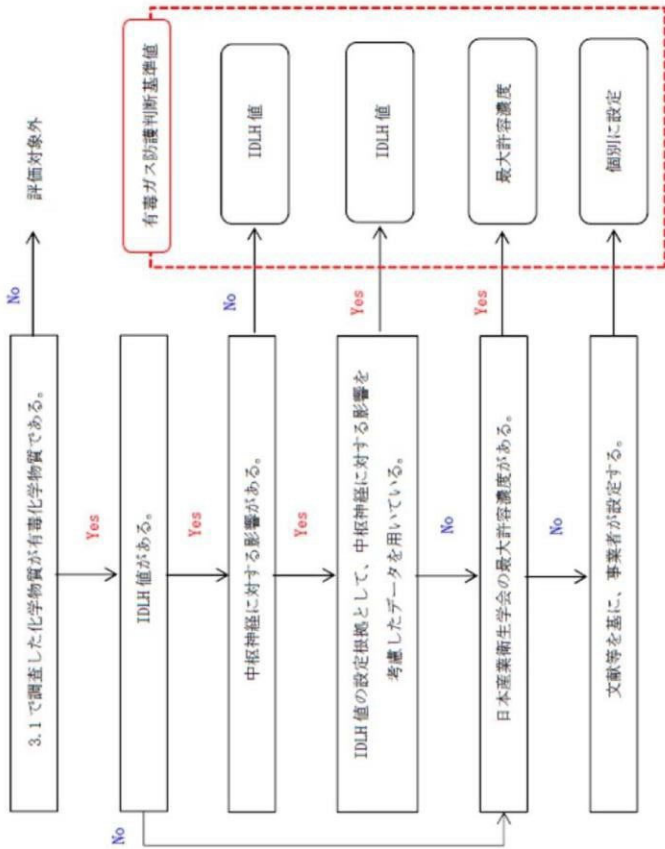 3.1で調査した化学物質が有毒化学物質である。
No
評価対象外
Yes
有毒ガス防護判断基準値
IDLH値がある。
No
Yes
中枢神経に対する影響がある。
No
IDLH値
Yes
IDLH値の設定根拠として、中枢神経に対する影響を
考慮したデータを用いている。
Yes
IDLH値
No
日本産業衛生学会の最大許容濃度がある。
Yes
最大許容濃度
No
文献等を基に、事業者が設定する。
個別に設定